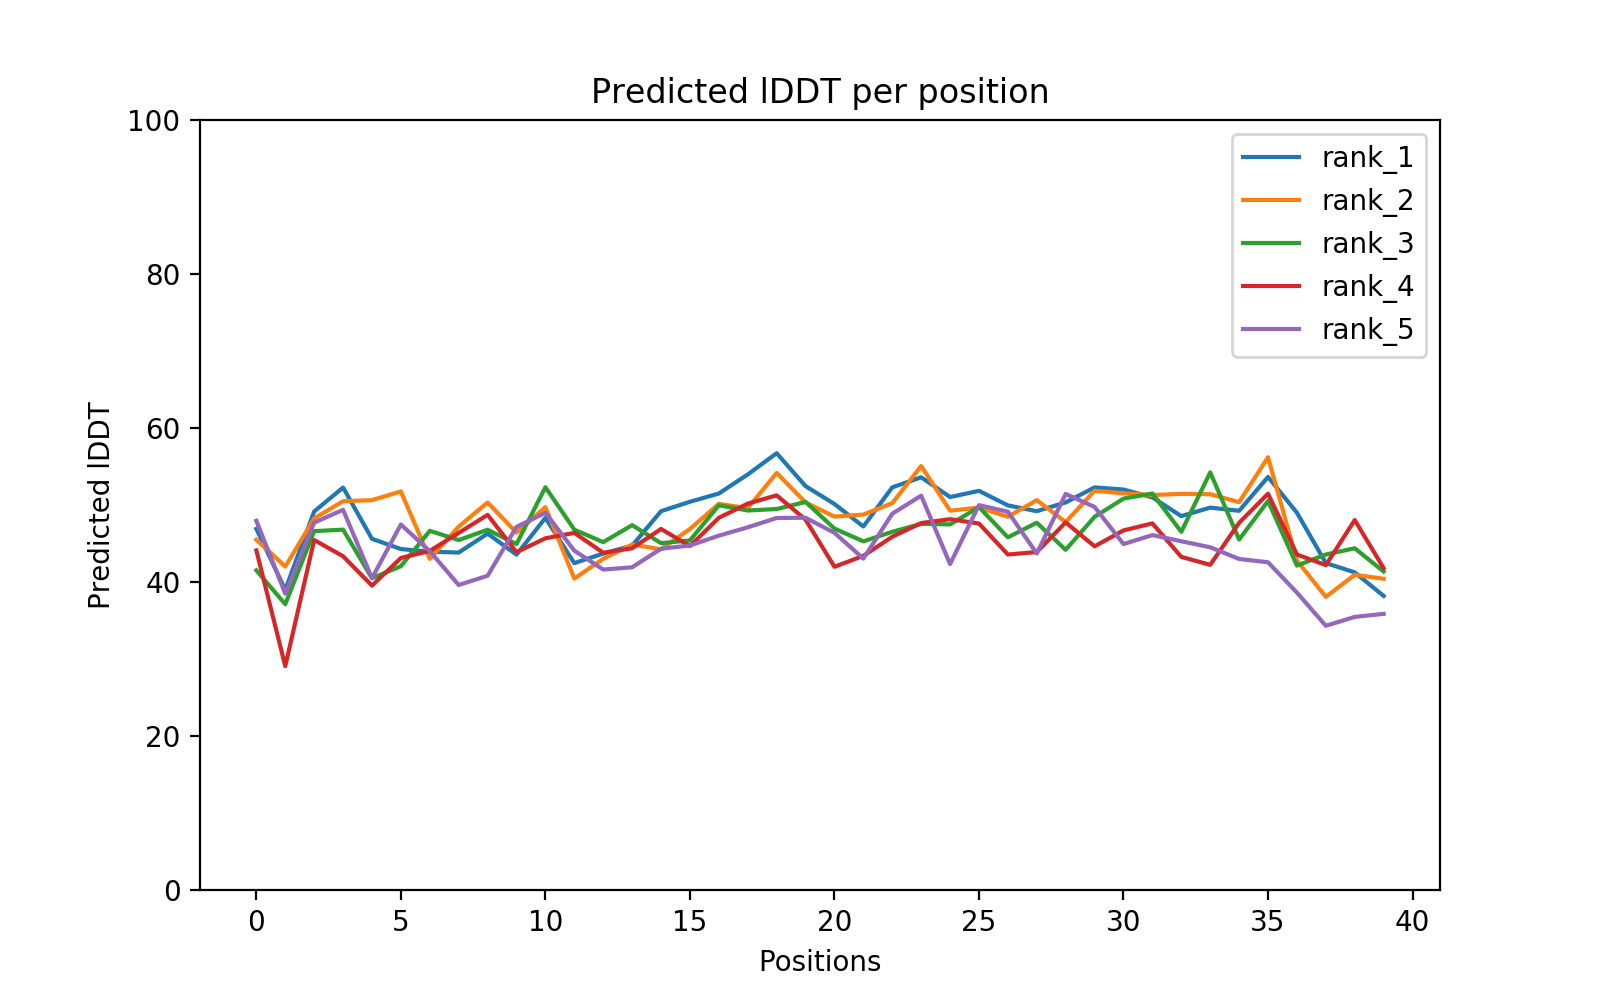 Predicted lDDT per position
100
80
60
40
20
0
Predicted lDDT
rank_1
rank_2
rank_3
rank_4
rank_5
0 5 10 15 20 25 30 35 40
Positions